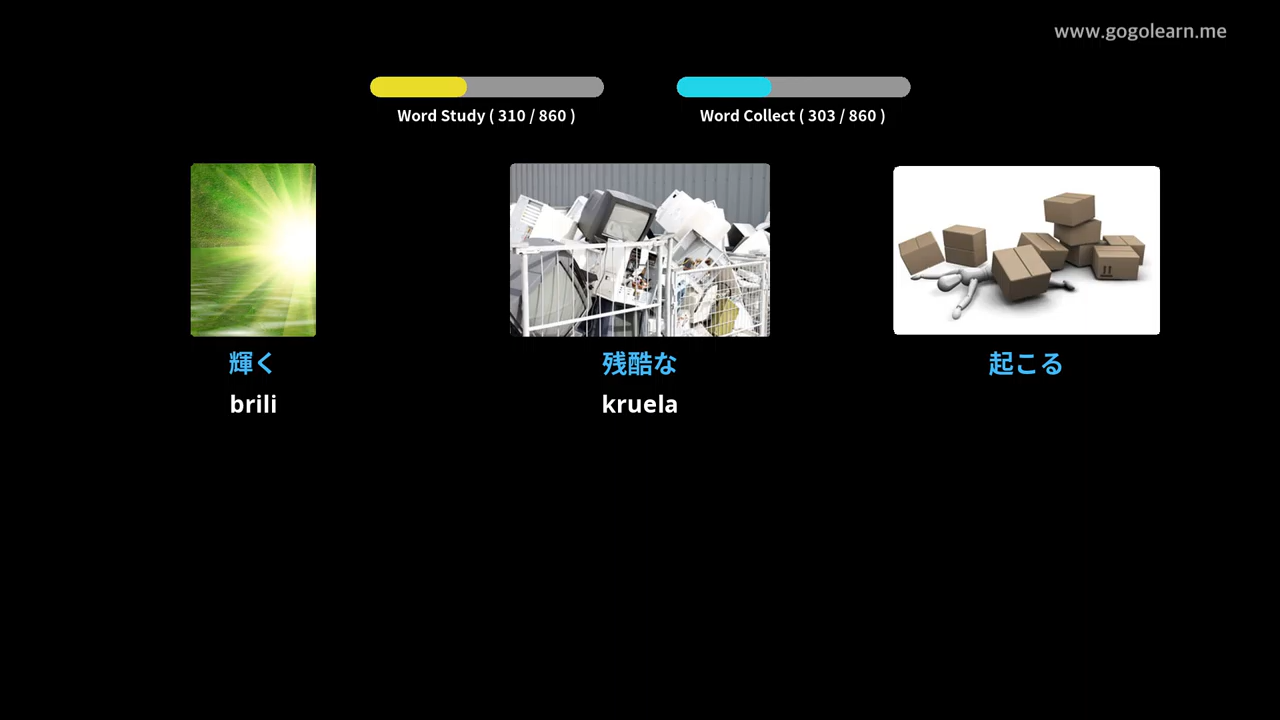 www.gogolearn.me
Word Study ( 310 / 860 )
Word Collect ( 303 / 860 )
輝く
brili
残酷な
kruela
起こる